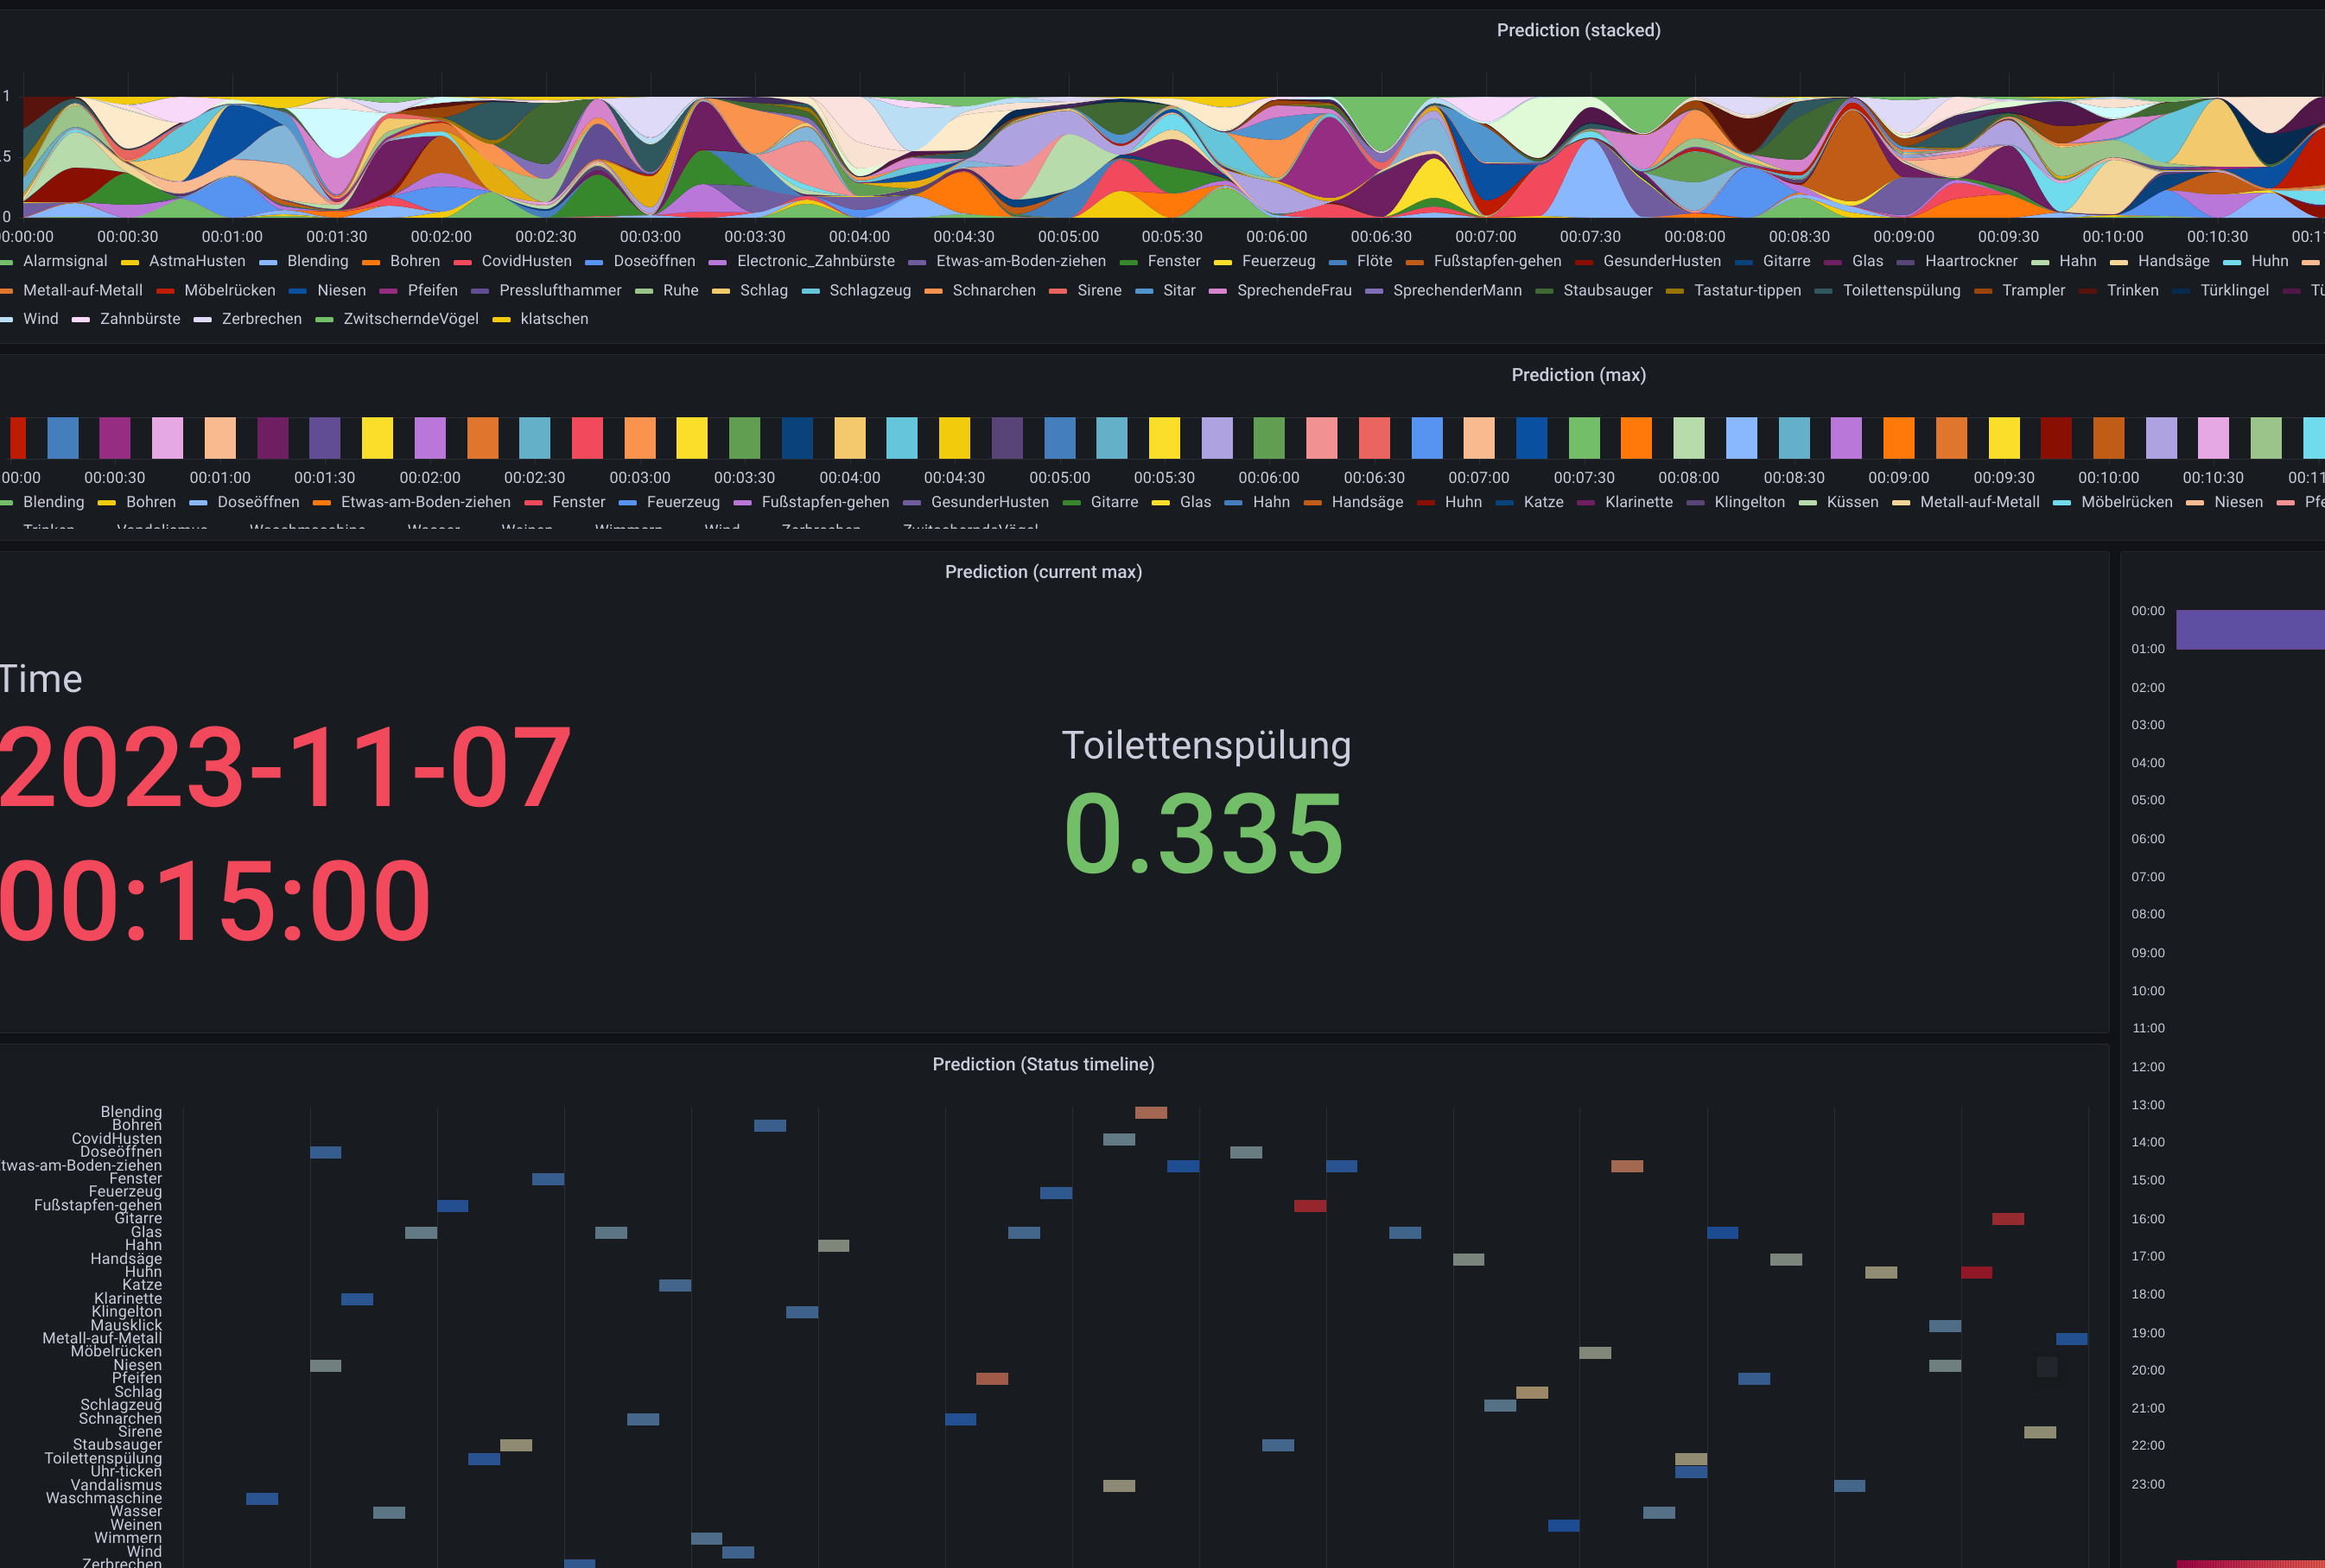 Prediction (stacked)
1
.5
0
00:00:00 00:00:30 00:01:00 00:01:30 00:02:00 00:02:30 00:03:00 00:03:30 00:04:00 00:04:30 00:05:00 00:05:30 00:06:00 00:06:30 00:07:00 00:07:30 00:08:00 00:08:30 00:09:00 00:09:30 00:10:00 00:10:30 00:1
Alarmsignal AstmaHusten Blending Bohren CovidHusten Doseöffnen Electronic_Zahnbürste Etwas-am-Boden-ziehen Fenster Feuerzeug Flöte Fußstapfen-gehen GesunderHusten Gitarre Glas Haartrockner Hahn Handsäge Huhn
Metall-auf-Metall Möbelrücken Niesen Pfeifen Presslufthammer Ruhe Schlag Schlagzeug Schnarchen Sirene Sitar SprechendeFrau SprechenderMann Staubsauger Tastatur-tippen Toilettenspülung Trampler Trinken Türklingel Tü
Wind Zahnbürste Zerbrechen ZwitscherndeVögel klatschen
Prediction (max)
00:00 00:00:30 00:01:00 00:01:30 00:02:00 00:02:30 00:03:00 00:03:30 00:04:00 00:04:30 00:05:00 00:05:30 00:06:00 00:06:30 00:07:00 00:07:30 00:08:00 00:08:30 00:09:00 00:09:30 00:10:00 00:10:30 00:11
Blending Bohren Doseöffnen Etwas-am-Boden-ziehen Fenster Feuerzeug Fußstapfen-gehen GesunderHusten Gitarre Glas Hahn Handsäge Huhn Katze Klarinette Klingelton Küssen Metall-auf-Metall Möbelrücken Niesen Pfe
Trinken Vandalismus Waschmaschine Wasser Weinen Wimmern Wind Zerbrechen ZwitscherndeVögel
Prediction (current max)
Time
2023-11-07
00:15:00
Toilettenspülung
0.335
Prediction (Status timeline)
Blending
Bohren
CovidHusten
Doseöffnen
twas-am-Boden-ziehen
Fenster
Feuerzeug
Fußstapfen-gehen
Gitarre
Glas
Hahn
Handsäge
Huhn
Katze
Klarinette
Klingelton
Mausklick
Metall-auf-Metall
Möbelrücken
Niesen
Pfeifen
Schlag
Schlagzeug
Schnarchen
Sirene
Staubsauger
Toilettenspülung
Uhr-ticken
Vandalismus
Waschmaschine
Wasser
Weinen
Wimmern
Wind
Zerbrechen
00:00
01:00
02:00
03:00
04:00
05:00
06:00
07:00
08:00
09:00
10:00
11:00
12:00
13:00
14:00
15:00
16:00
17:00
18:00
19:00
20:00
21:00
22:00
23:00